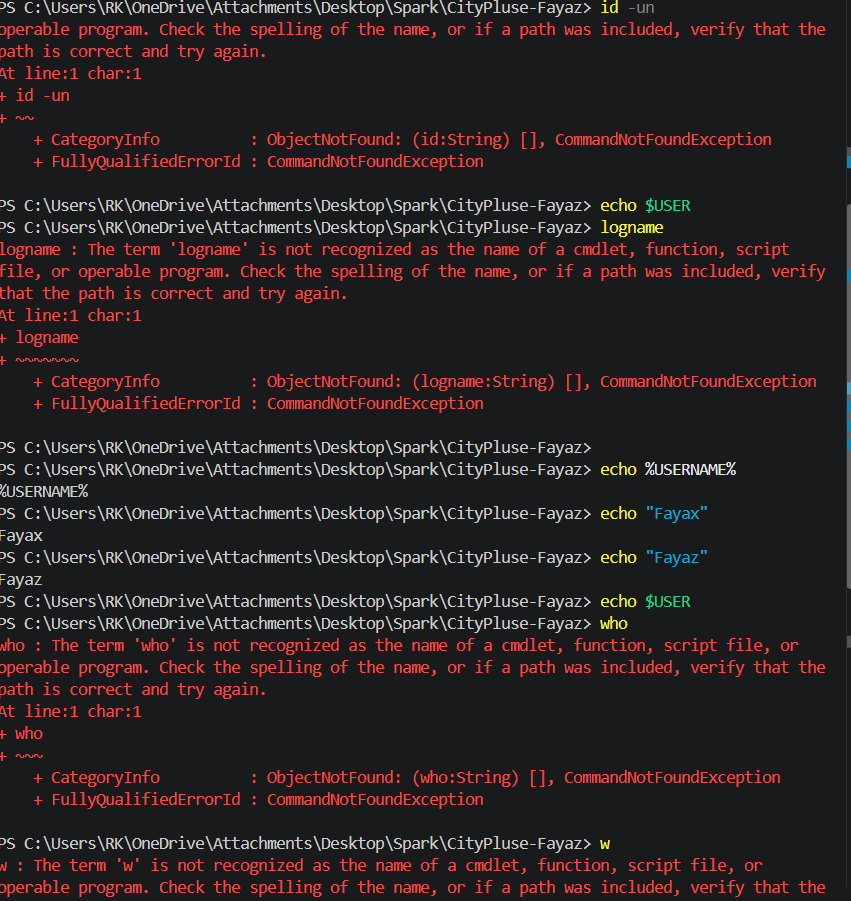 PS C:\Users\RK\OneDrive\Attachments\Desktop\Spark\CityPluse-Fayaz> id -un
operable program. Check the spelling of the name, or if a path was included, verify that the
path is correct and try again.
At line:1 char:1
+ id -un
+ ~~
    + CategoryInfo          : ObjectNotFound: (id:String) [], CommandNotFoundException
    + FullyQualifiedErrorId : CommandNotFoundException

PS C:\Users\RK\OneDrive\Attachments\Desktop\Spark\CityPluse-Fayaz> echo $USER
PS C:\Users\RK\OneDrive\Attachments\Desktop\Spark\CityPluse-Fayaz> logname
logname : The term 'logname' is not recognized as the name of a cmdlet, function, script
file, or operable program. Check the spelling of the name, or if a path was included, verify
that the path is correct and try again.
At line:1 char:1
+ logname
+ ~~~~~~~
    + CategoryInfo          : ObjectNotFound: (logname:String) [], CommandNotFoundException
    + FullyQualifiedErrorId : CommandNotFoundException

PS C:\Users\RK\OneDrive\Attachments\Desktop\Spark\CityPluse-Fayaz>
PS C:\Users\RK\OneDrive\Attachments\Desktop\Spark\CityPluse-Fayaz> echo %USERNAME%
%USERNAME%
PS C:\Users\RK\OneDrive\Attachments\Desktop\Spark\CityPluse-Fayaz> echo "Fayax"
Fayax
PS C:\Users\RK\OneDrive\Attachments\Desktop\Spark\CityPluse-Fayaz> echo "Fayaz"
Fayaz
PS C:\Users\RK\OneDrive\Attachments\Desktop\Spark\CityPluse-Fayaz> echo $USER
PS C:\Users\RK\OneDrive\Attachments\Desktop\Spark\CityPluse-Fayaz> who
who : The term 'who' is not recognized as the name of a cmdlet, function, script file, or
operable program. Check the spelling of the name, or if a path was included, verify that the
path is correct and try again.
At line:1 char:1
+ who
+ ~~~
    + CategoryInfo          : ObjectNotFound: (who:String) [], CommandNotFoundException
    + FullyQualifiedErrorId : CommandNotFoundException

PS C:\Users\RK\OneDrive\Attachments\Desktop\Spark\CityPluse-Fayaz> w
w : The term 'w' is not recognized as the name of a cmdlet, function, script file, or
operable program. Check the spelling of the name, or if a path was included, verify that the